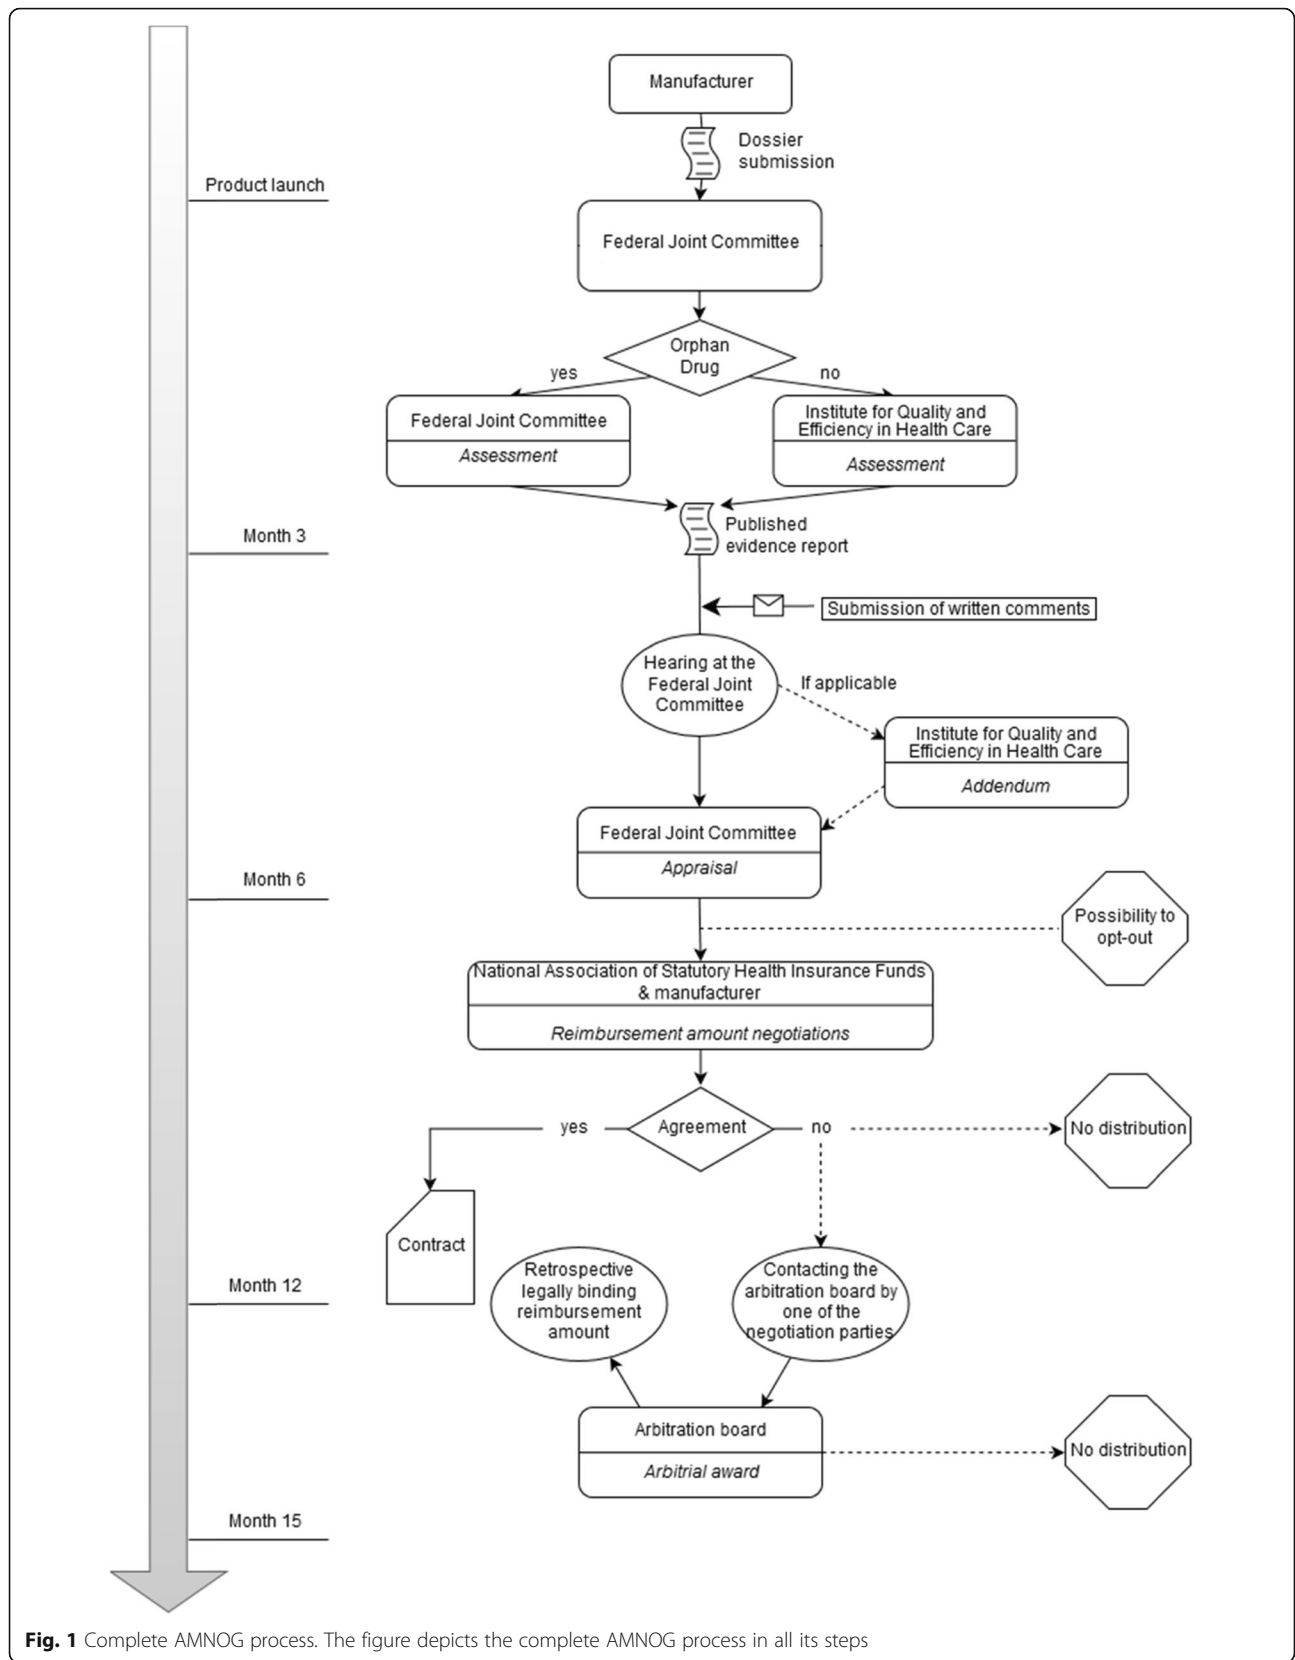 Manufacturer
Dossier
submission
Product launch
Federal Joint Committee
Orphan
Drug
yes
no
Federal Joint Committee
Assessment
Institute for Quality and
Efficiency in Health Care
Assessment
Month 3
Published
evidence report
Submission of written comments
Hearing at the
Federal Joint
Committee
If applicable
Institute for Quality and
Efficiency in Health Care
Addendum
Federal Joint Committee
Appraisal
Month 6
Possibility to
opt-out
National Association of Statutory Health Insurance Funds
& manufacturer
Reimbursement amount negotiations
Agreement
yes
no
No distribution
Contract
Month 12
Retrospective
legally binding
reimbursement
amount
Contacting the
arbitration board by
one of the
negotiation parties
Arbitration board
Arbitrial award
No distribution
Month 15
Fig. 1 Complete AMNOG process. The figure depicts the complete AMNOG process in all its steps